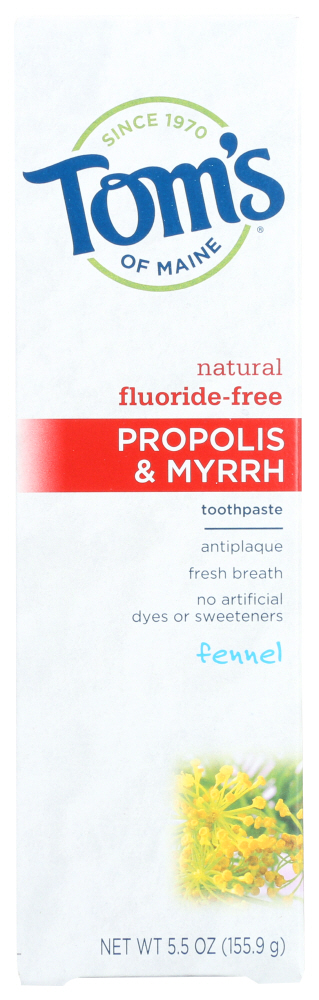 SINCE 1970
Tom's
OF MAINE
®
natural
fluoride-free
PROPOLIS
& MYRRH
toothpaste
antiplaque
fresh breath
no artificial
dyes or sweeteners
fennel
NET WT 5.5 OZ (155.9 g)